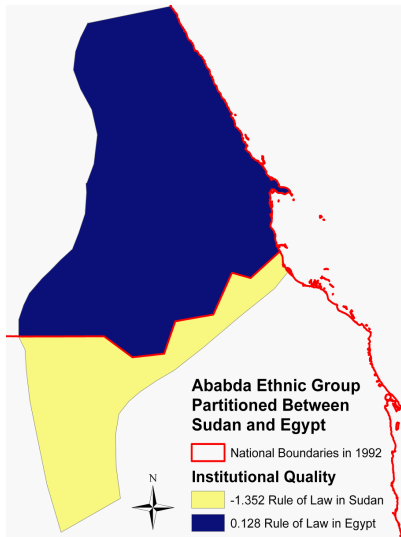 Ababda Ethnic Group
Partitioned Between
Sudan and Egypt
National Boundaries in 1992
N
Institutional Quality
-1.352 Rule of Law in Sudan
0.128 Rule of Law in Egypt